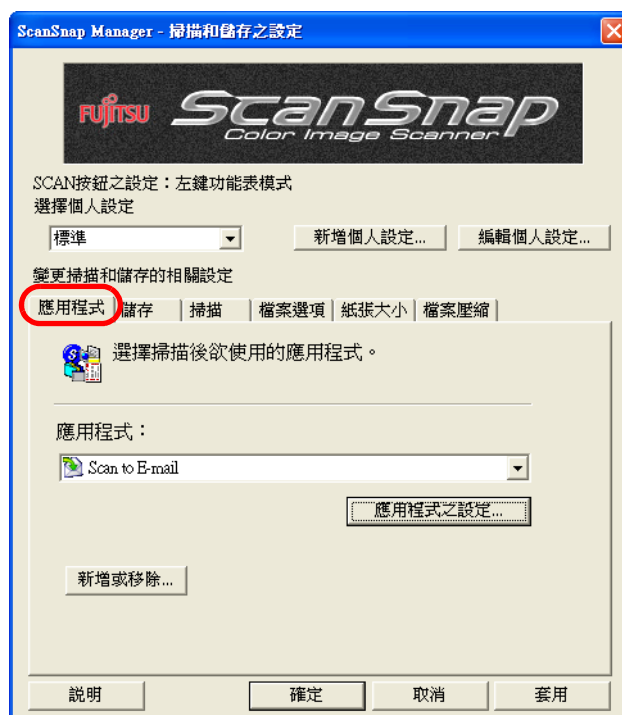 ScanSnap Manager - 掃描和儲存之設定
FUJITSU ScanSnap
Color Image Scanner
SCAN按鈕之設定：左鍵功能表模式
選擇個人設定
標準 新增個人設定... 編輯個人設定...
變更掃描和儲存的相關設定
應用程式 儲存 掃描 檔案選項 紙張大小 檔案壓縮
選擇掃描後欲使用的應用程式。
應用程式：
Scan to E-mail
應用程式之設定...
新增或移除...
說明 確定 取消 套用